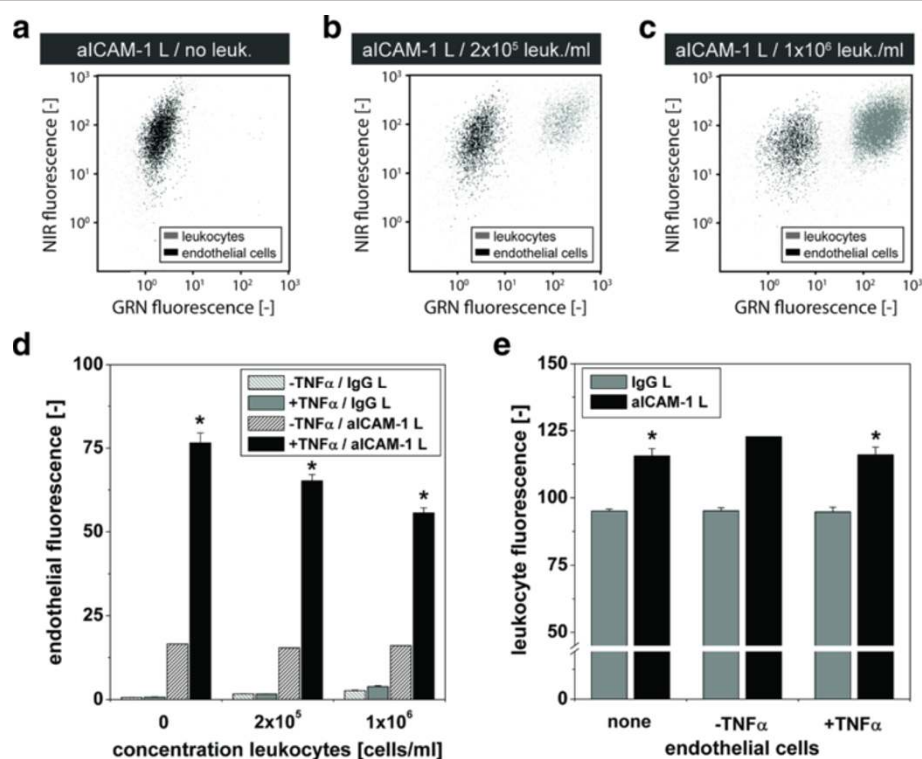 a
aICAM-1 L / no leuk.
NIR fluorescence [-]
10³
10²
10¹
10⁰
leukocytes
endothelial cells
10⁰ 10¹ 10² 10³
GRN fluorescence [-]
b
aICAM-1 L / 2x10⁵ leuk./ml
NIR fluorescence [-]
10³
10²
10¹
10⁰
leukocytes
endothelial cells
10⁰ 10¹ 10² 10³
GRN fluorescence [-]
c
aICAM-1 L / 1x10⁶ leuk./ml
NIR fluorescence [-]
10³
10²
10¹
10⁰
leukocytes
endothelial cells
10⁰ 10¹ 10² 10³
GRN fluorescence [-]
d
endothelial fluorescence [-]
100
75
50
25
0
-TNFα / IgG L
+TNFα / IgG L
-TNFα / aICAM-1 L
+TNFα / aICAM-1 L
* * *
0 2x10⁵ 1x10⁶
concentration leukocytes [cells/ml]
e
leukocyte fluorescence [-]
150
125
100
75
50
0
IgG L
aICAM-1 L
* *
none -TNFα +TNFα
endothelial cells